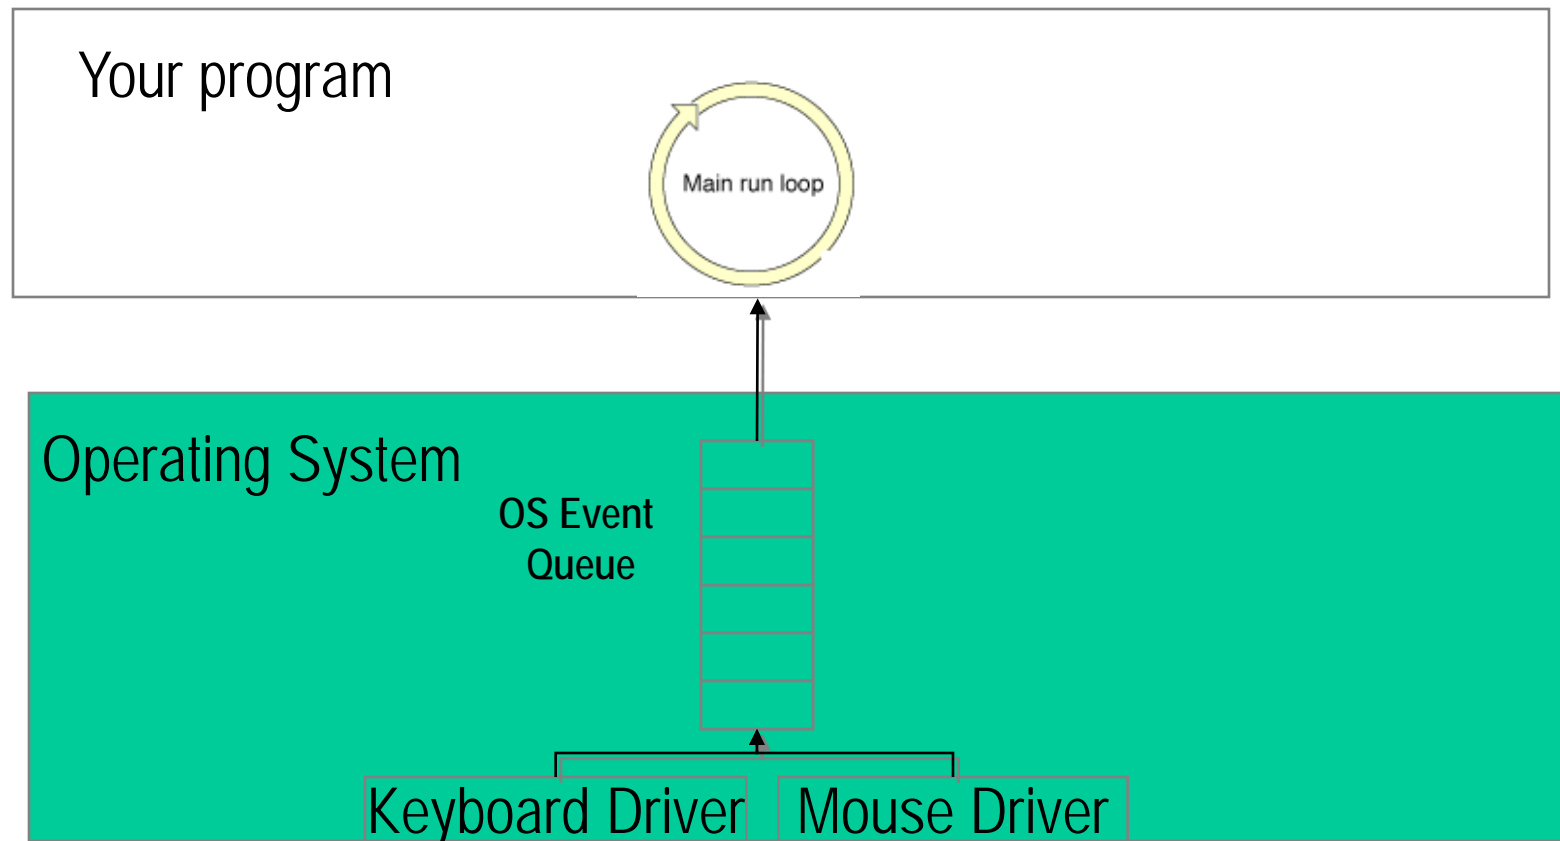 Your program
Main run loop
Operating System
OS Event
Queue
Keyboard Driver
Mouse Driver